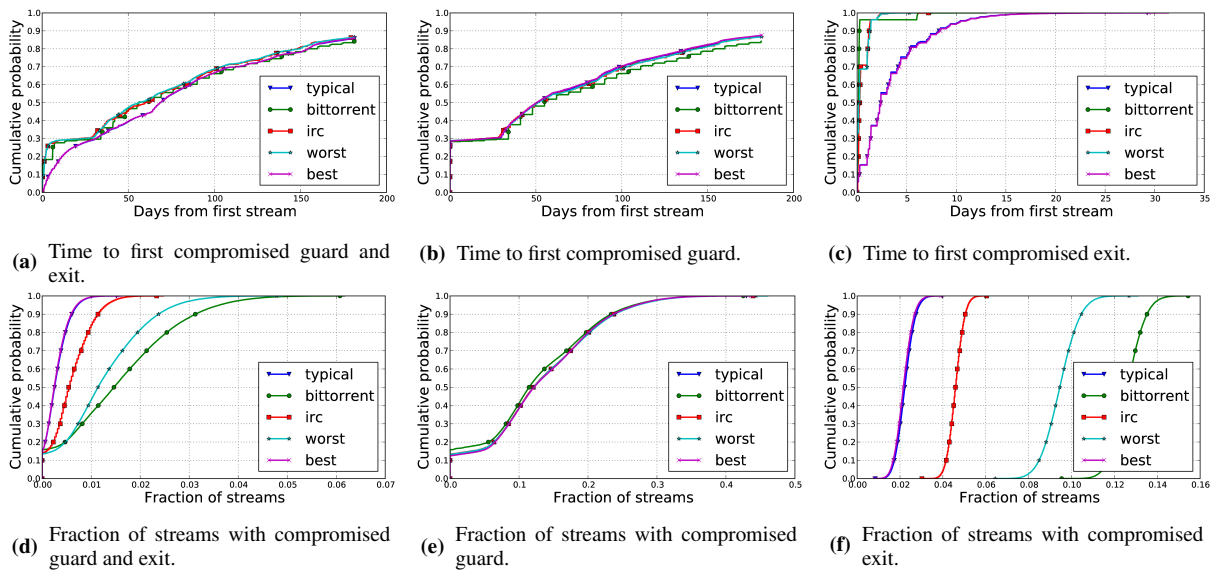 Cumulative probability
1.0
0.9
0.8
0.7
0.6
0.5
0.4
0.3
0.2
0.1
0.0
0 50 100 150 200
Days from first stream
typical
bittorrent
irc
worst
best
(a) Time to first compromised guard and
exit.
Cumulative probability
1.0
0.9
0.8
0.7
0.6
0.5
0.4
0.3
0.2
0.1
0.0
0 50 100 150 200
Days from first stream
typical
bittorrent
irc
worst
best
(b) Time to first compromised guard.
Cumulative probability
1.0
0.9
0.8
0.7
0.6
0.5
0.4
0.3
0.2
0.1
0.0
0 5 10 15 20 25 30 35
Days from first stream
typical
bittorrent
irc
worst
best
(c) Time to first compromised exit.
Cumulative probability
1.0
0.9
0.8
0.7
0.6
0.5
0.4
0.3
0.2
0.1
0.0
0.00 0.01 0.02 0.03 0.04 0.05 0.06 0.07
Fraction of streams
typical
bittorrent
irc
worst
best
(d) Fraction of streams with compromised
guard and exit.
Cumulative probability
1.0
0.9
0.8
0.7
0.6
0.5
0.4
0.3
0.2
0.1
0.0
0.0 0.1 0.2 0.3 0.4 0.5
Fraction of streams
typical
bittorrent
irc
worst
best
(e) Fraction of streams with compromised
guard.
Cumulative probability
1.0
0.9
0.8
0.7
0.6
0.5
0.4
0.3
0.2
0.1
0.0
0.00 0.02 0.04 0.06 0.08 0.10 0.12 0.14 0.16
Fraction of streams
typical
bittorrent
irc
worst
best
(f) Fraction of streams with compromised
exit.